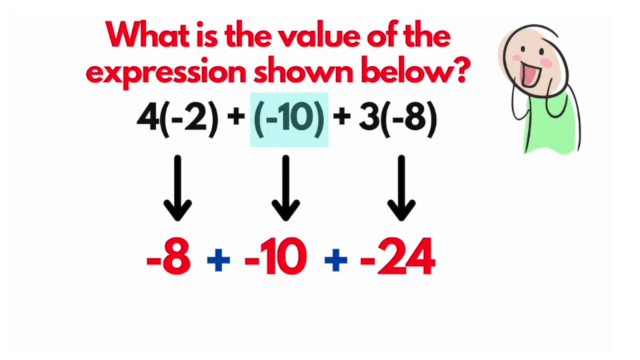 What is the value of the
expression shown below?
4(-2) + (-10) + 3(-8)
-8 + -10 + -24